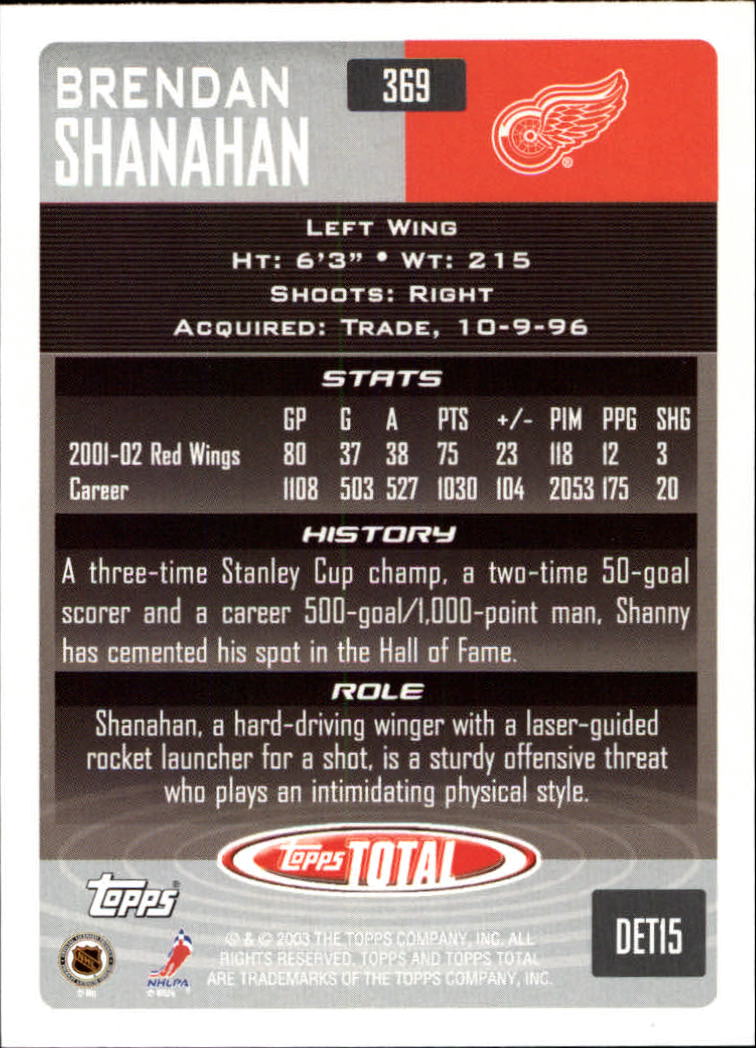 BRENDAN
SHANAHAN
369
LEFT WING
HT: 6'3" • WT: 215
SHOOTS: RIGHT
ACQUIRED: TRADE, 10-9-96
STATS
GP G A PTS +/- PIM PPG SHG
2001-02 Red Wings 80 37 38 75 23 118 12 3
Career 1108 503 527 1030 104 2053 175 20
HISTORY
A three-time Stanley Cup champ, a two-time 50-goal
scorer and a career 500-goal/1,000-point man, Shanny
has cemented his spot in the Hall of Fame.
ROLE
Shanahan, a hard-driving winger with a laser-guided
rocket launcher for a shot, is a sturdy offensive threat
who plays an intimidating physical style.
topps TOTAL
topps
DET15
® & © 2003 THE TOPPS COMPANY, INC. ALL
RIGHTS RESERVED. TOPPS AND TOPPS TOTAL
ARE TRADEMARKS OF THE TOPPS COMPANY, INC.
NHL
NHLPA